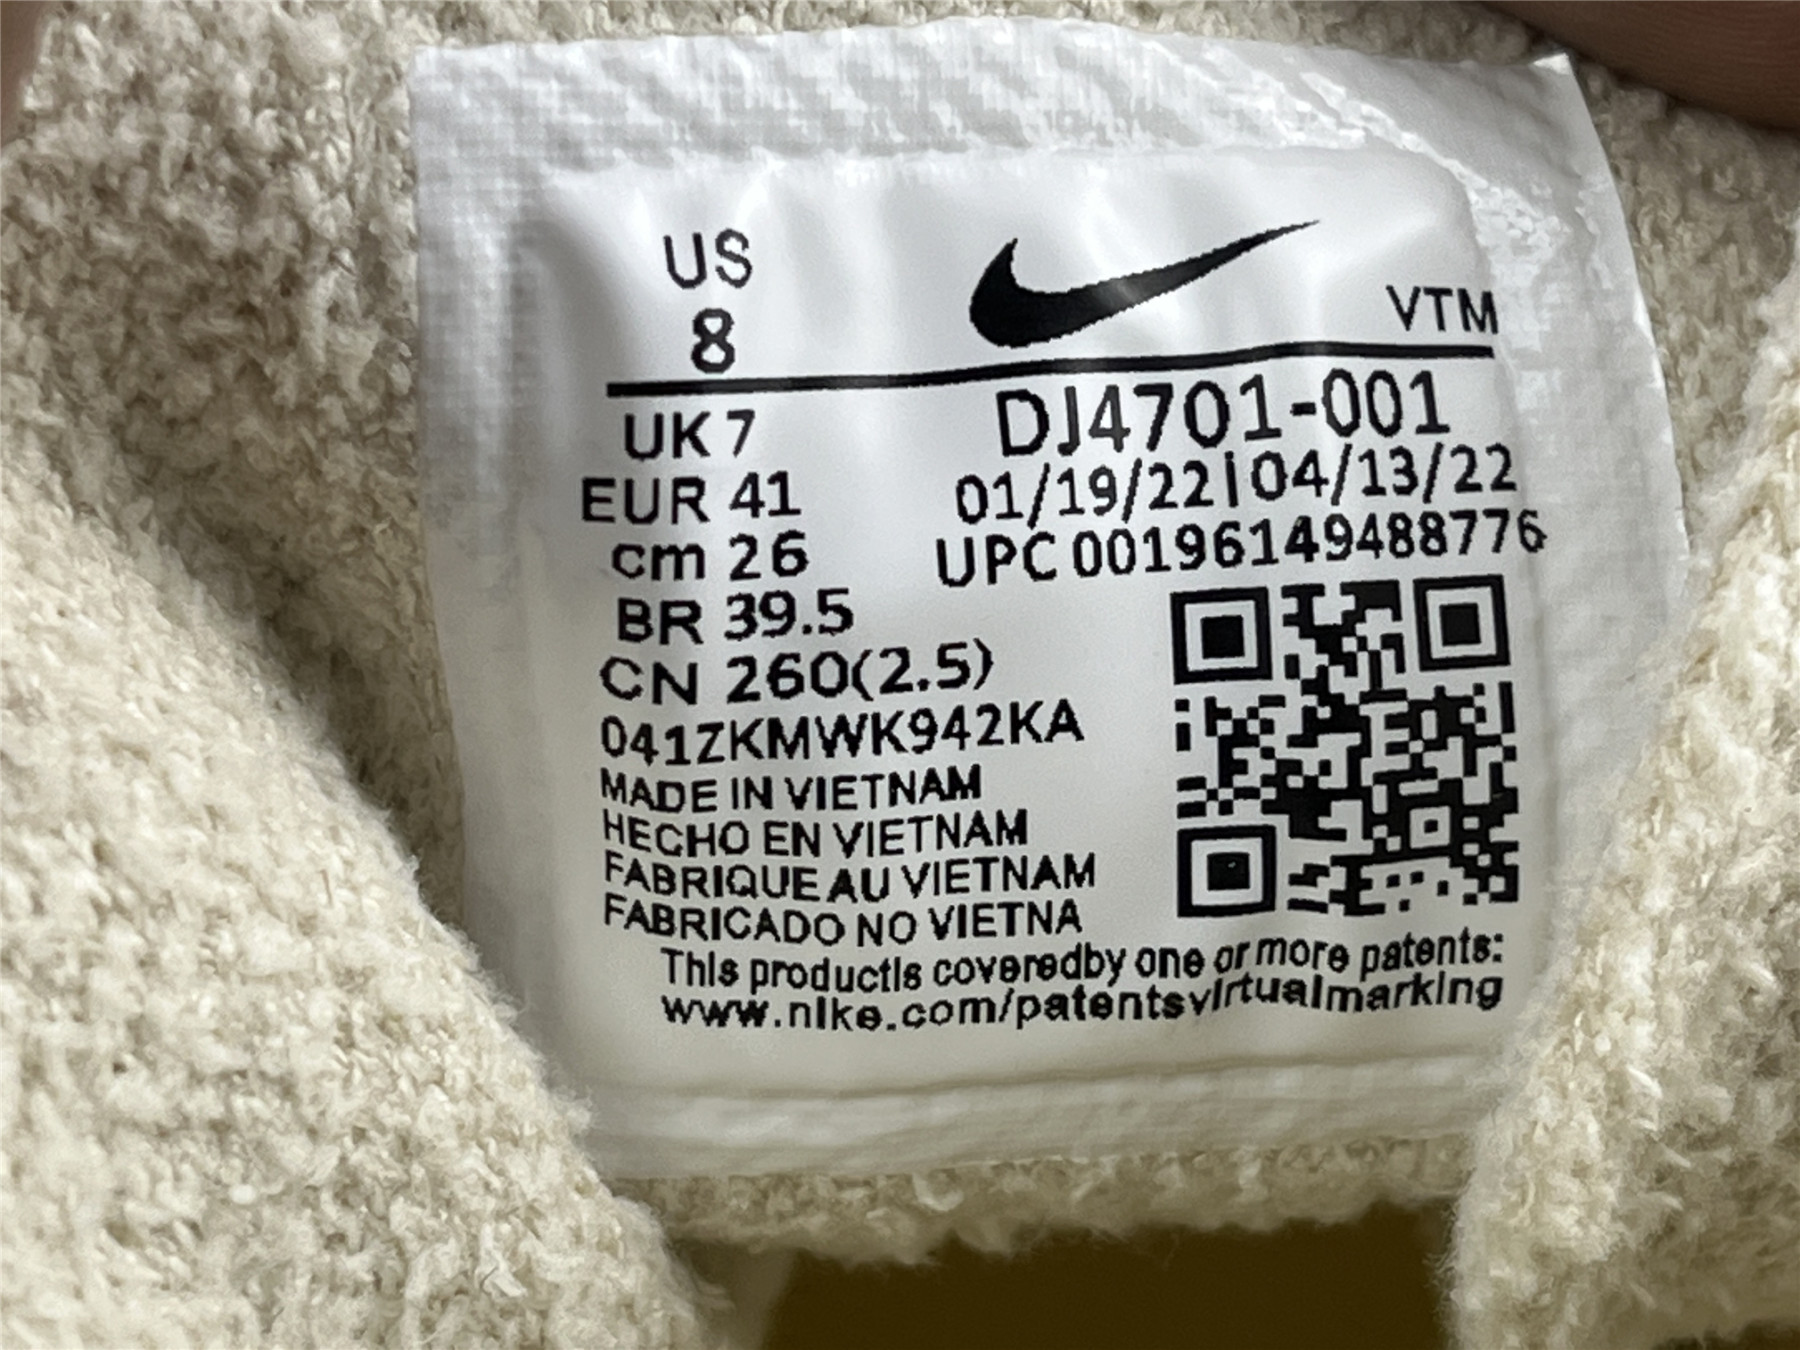 US
8
VTM
UK 7
EUR 41
cm 26
BR 39.5
CN 260(2.5)
DJ4701-001
01/19/22|04/13/22
UPC 00196149488776
041ZKMWK942KA
MADE IN VIETNAM
HECHO EN VIETNAM
FABRIQUE AU VIETNAM
FABRICADO NO VIETNA
This productis coveredby one or more patents:
www.nike.com/patentsvirtualmarking